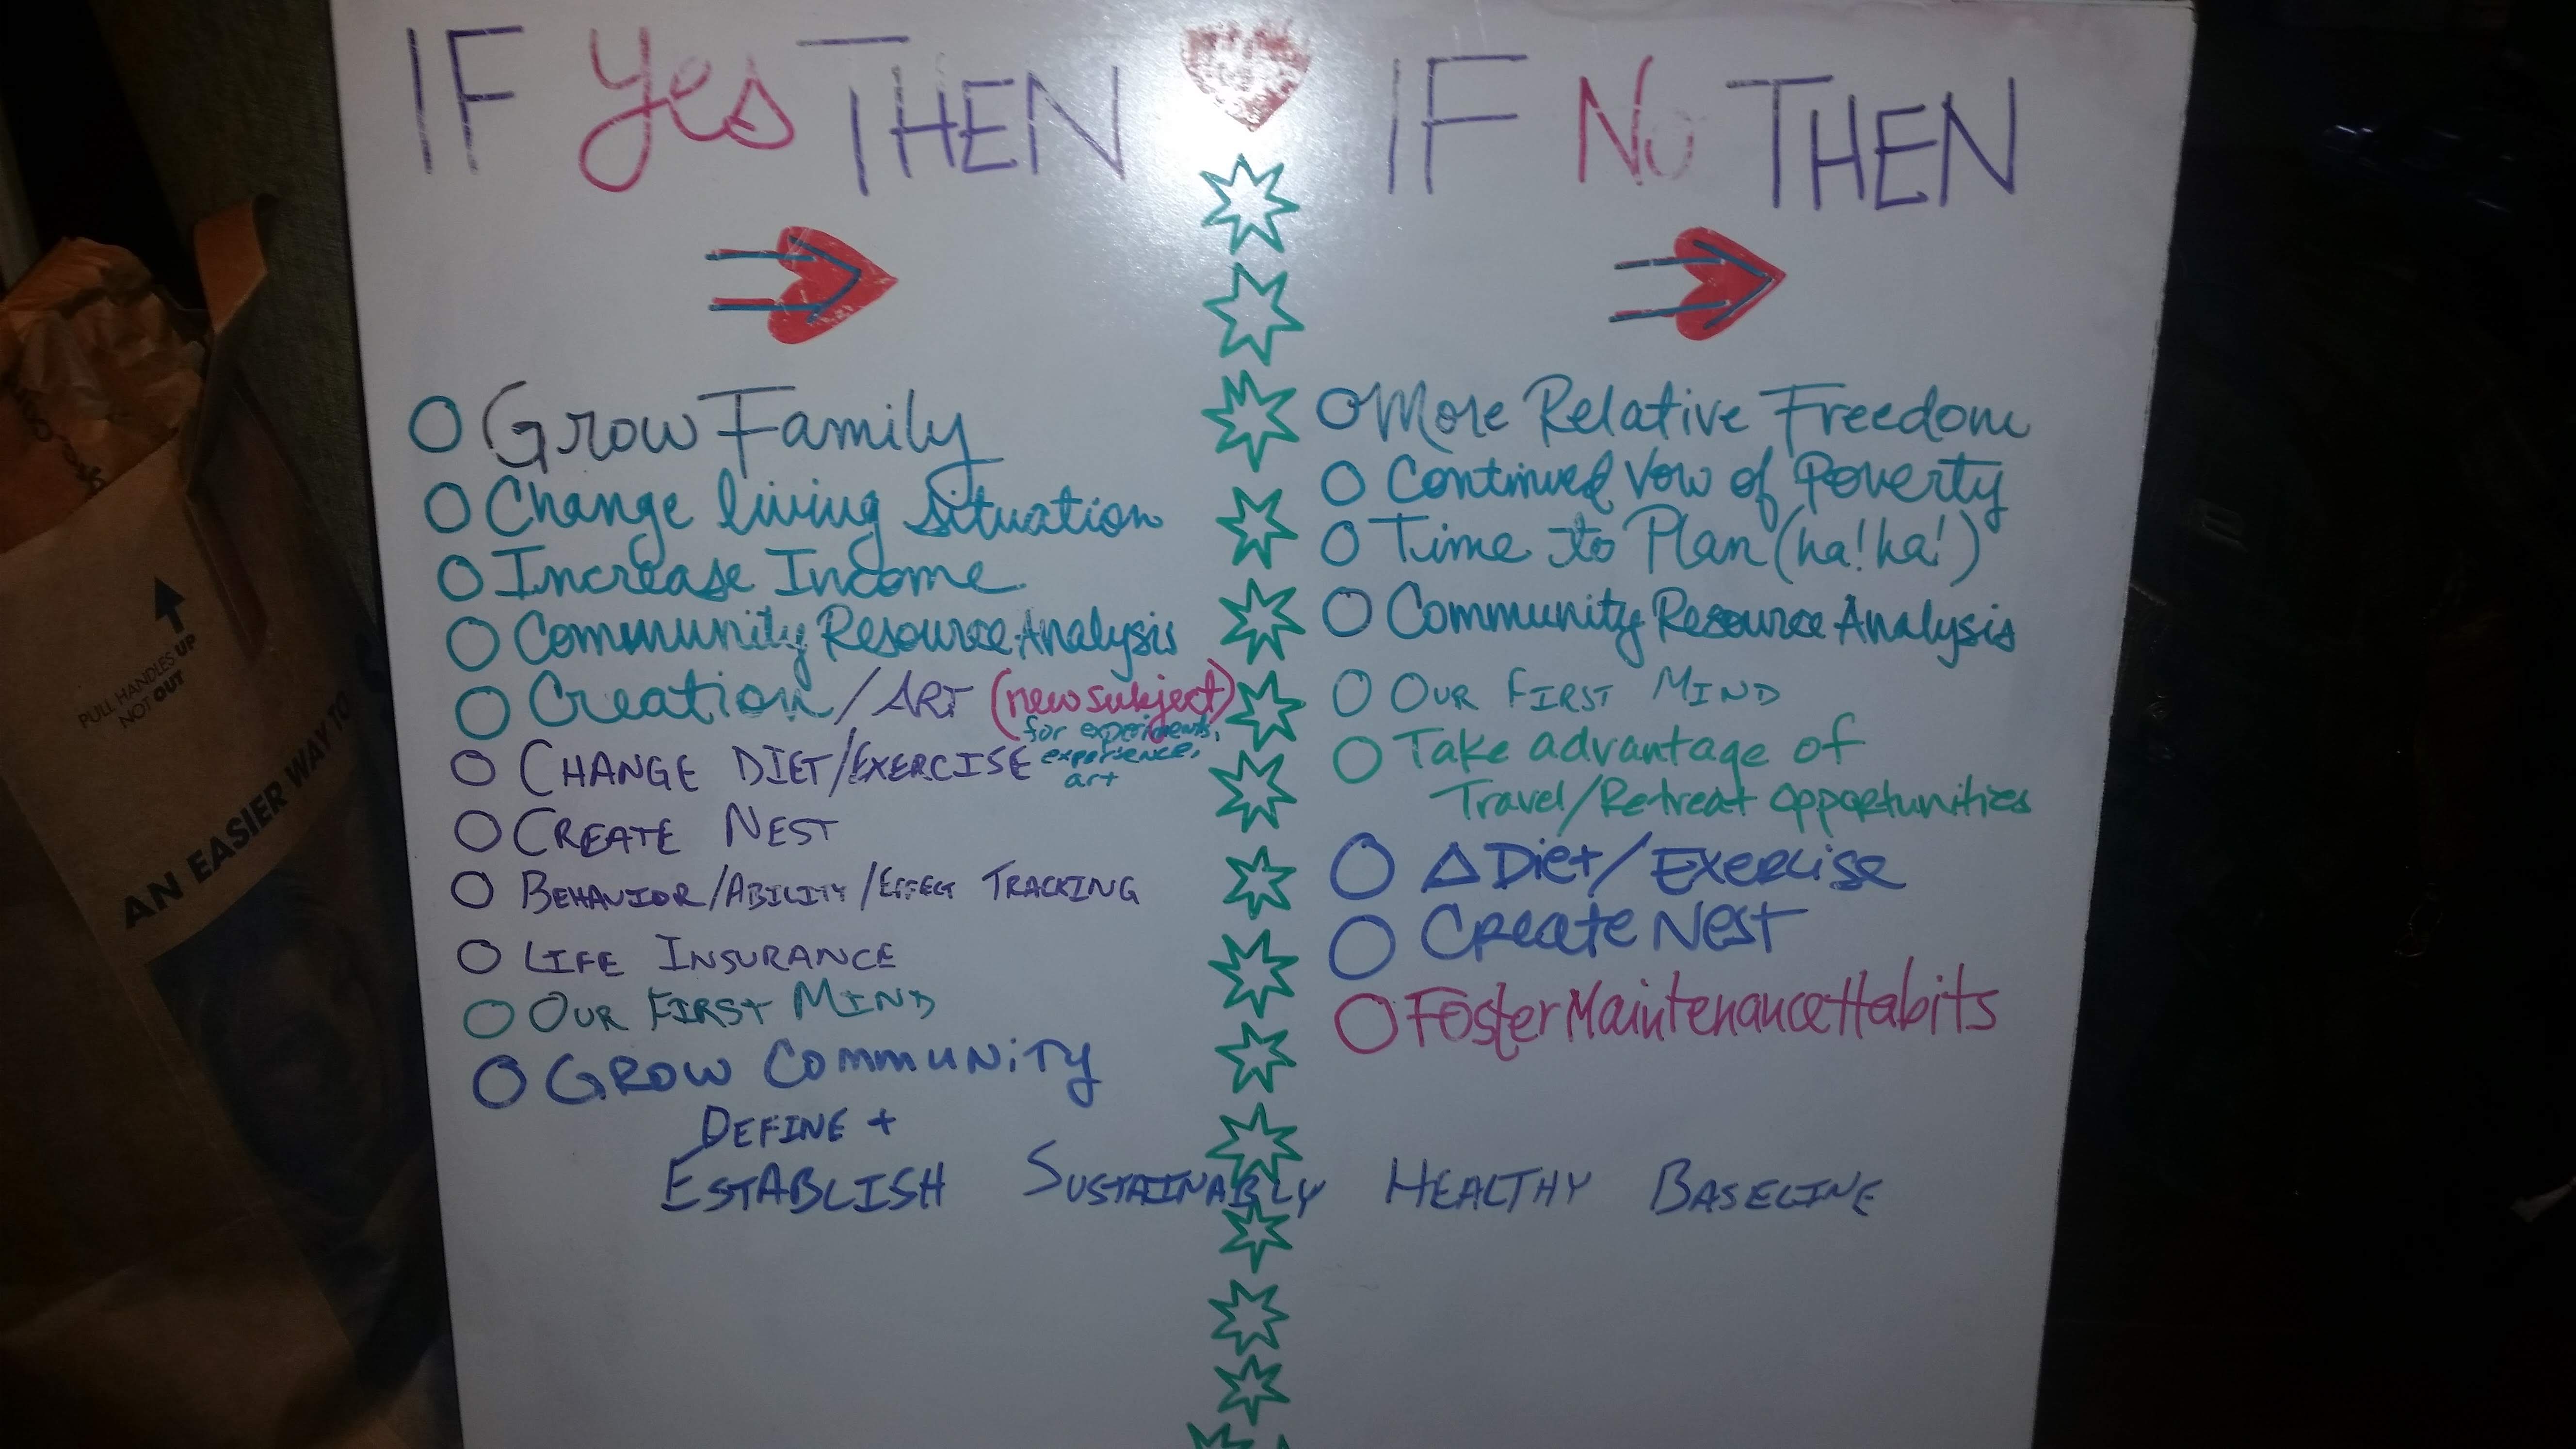 IF Yes THEN
Grow Family
Change living situation
Increase Income
Community Resource Analysis
Creation / ART (new subject)
for experiments,
experience,
art
CHANGE DIET/EXERCISE
CREATE NEST
BEHAVIOR/ABILITY/EFFECT TRACKING
LIFE INSURANCE
OUR FIRST MIND
GROW COMMUNITY
IF No THEN
More Relative Freedom
Continued Vow of Poverty
Time to Plan (ha! ha!)
Community Resource Analysis
OUR FIRST MIND
Take advantage of
Travel/Retreat opportunities
Δ Diet/Exercise
Create Nest
Foster Maintenance Habits
DEFINE +
ESTABLISH SUSTAINABLY HEALTHY BASELINE
PULL HANDLES UP
NOT OUT
AN EASIER WAY TO